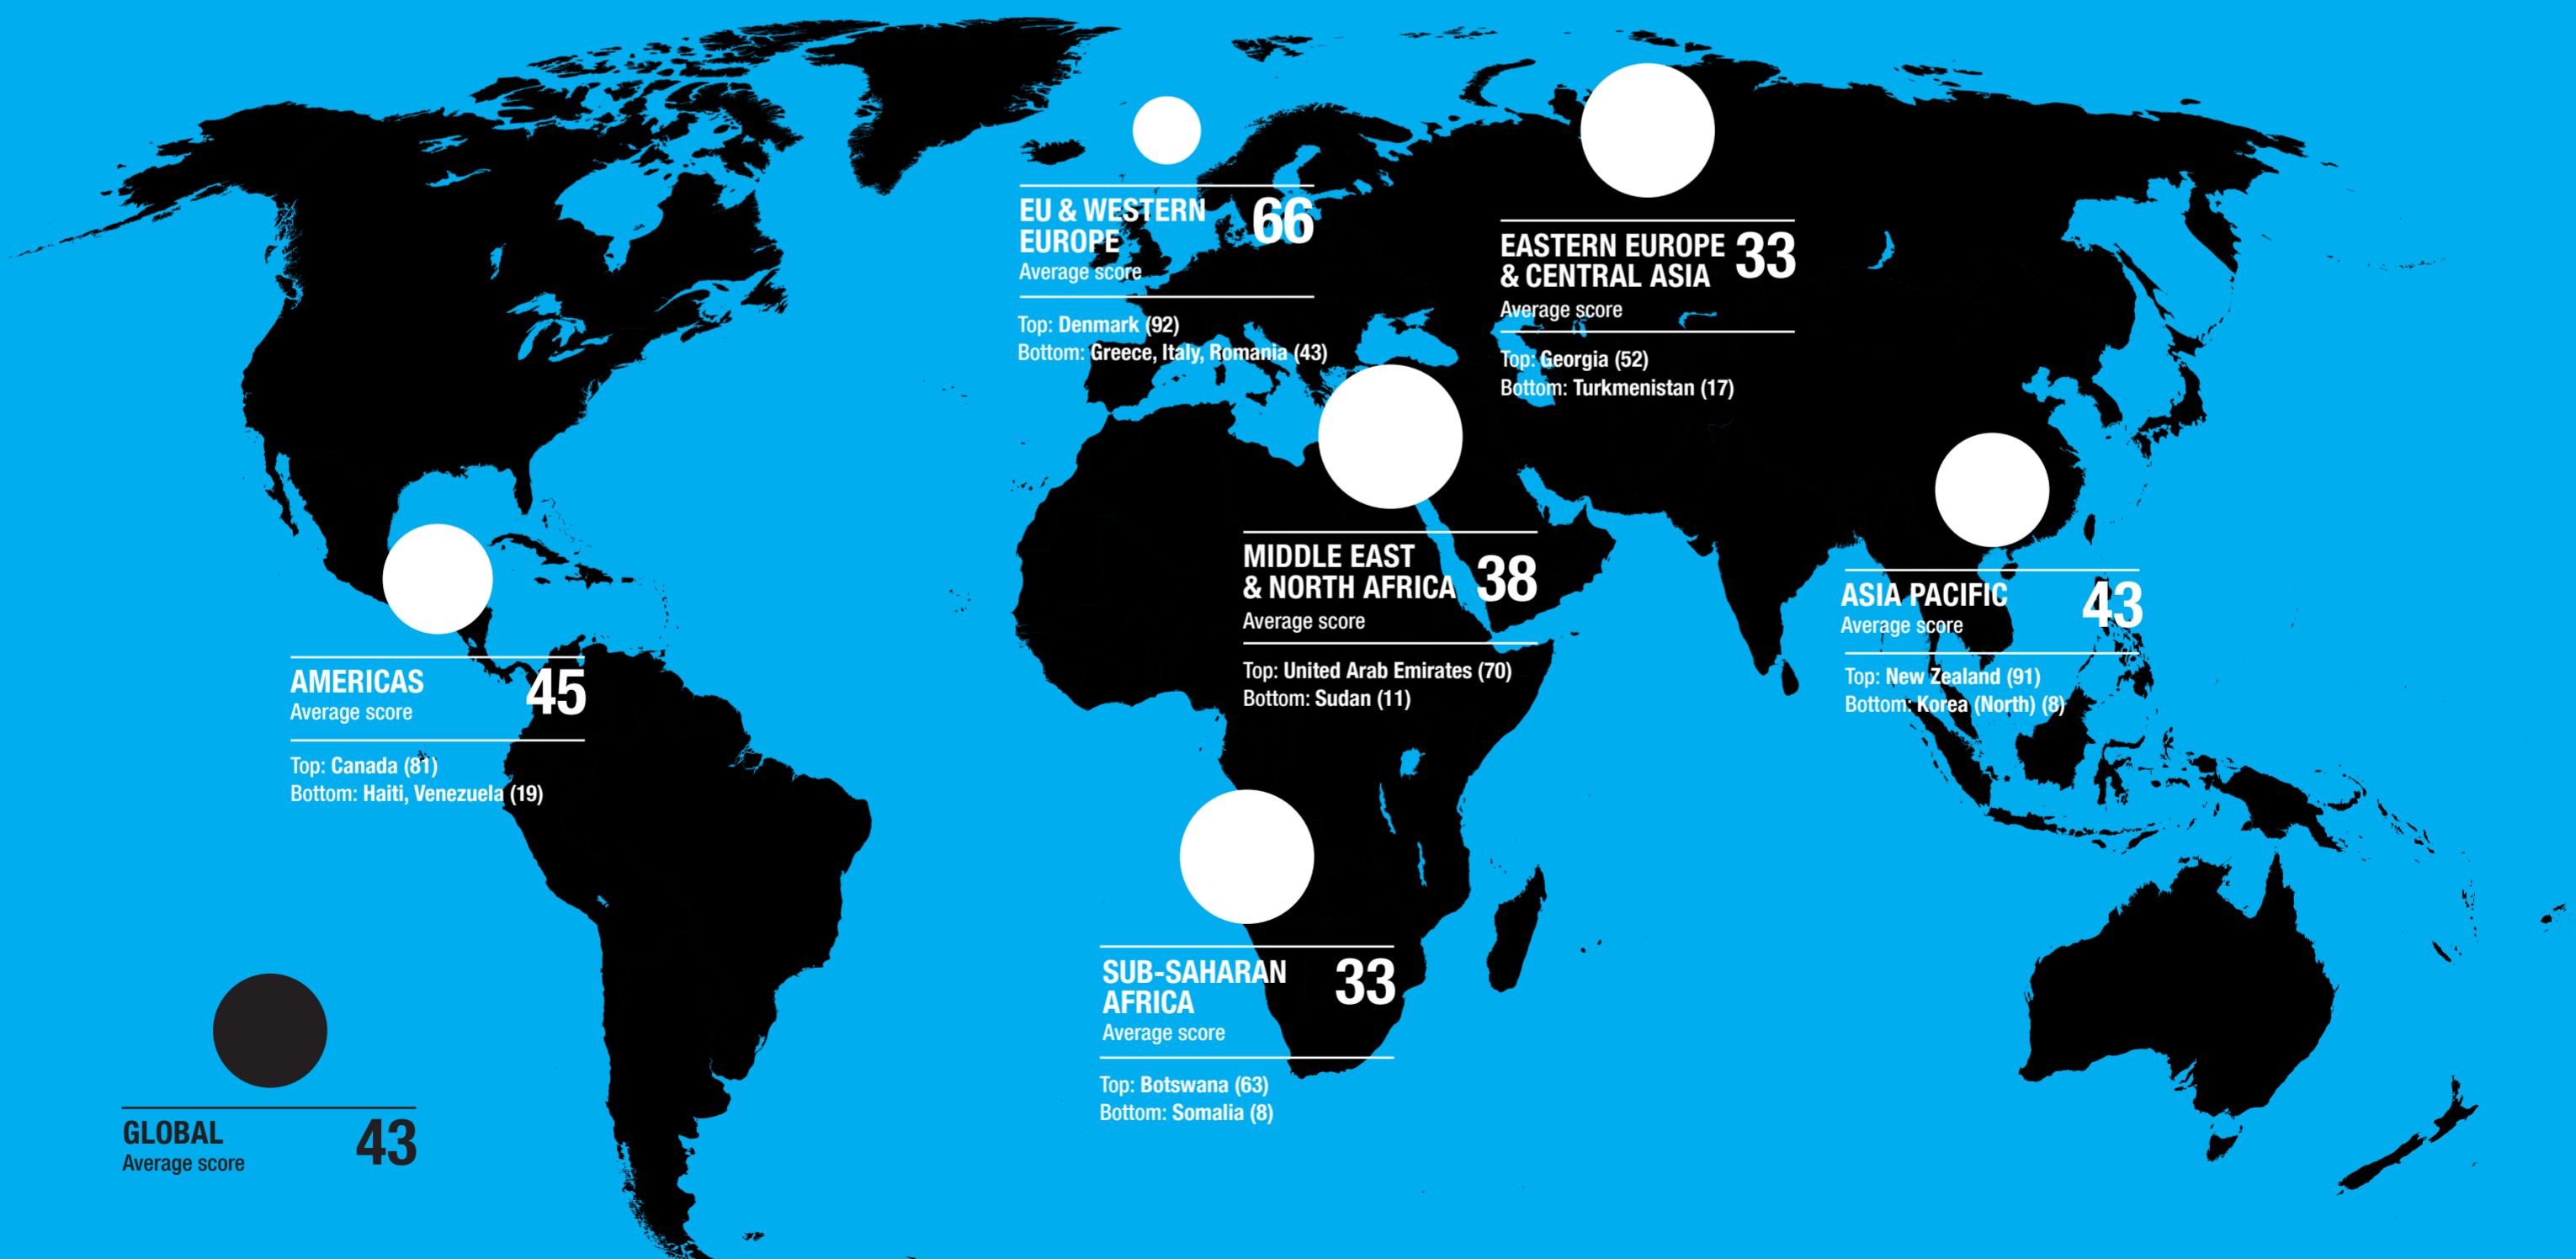 EU & WESTERN
EUROPE
66
Average score
Top: Denmark (92)
Bottom: Greece, Italy, Romania (43)
EASTERN EUROPE
& CENTRAL ASIA
33
Average score
Top: Georgia (52)
Bottom: Turkmenistan (17)
MIDDLE EAST
& NORTH AFRICA
38
Average score
Top: United Arab Emirates (70)
Bottom: Sudan (11)
ASIA PACIFIC
43
Average score
Top: New Zealand (91)
Bottom: Korea (North) (8)
AMERICAS
45
Average score
Top: Canada (81)
Bottom: Haiti, Venezuela (19)
SUB-SAHARAN
AFRICA
33
Average score
Top: Botswana (63)
Bottom: Somalia (8)
GLOBAL
43
Average score